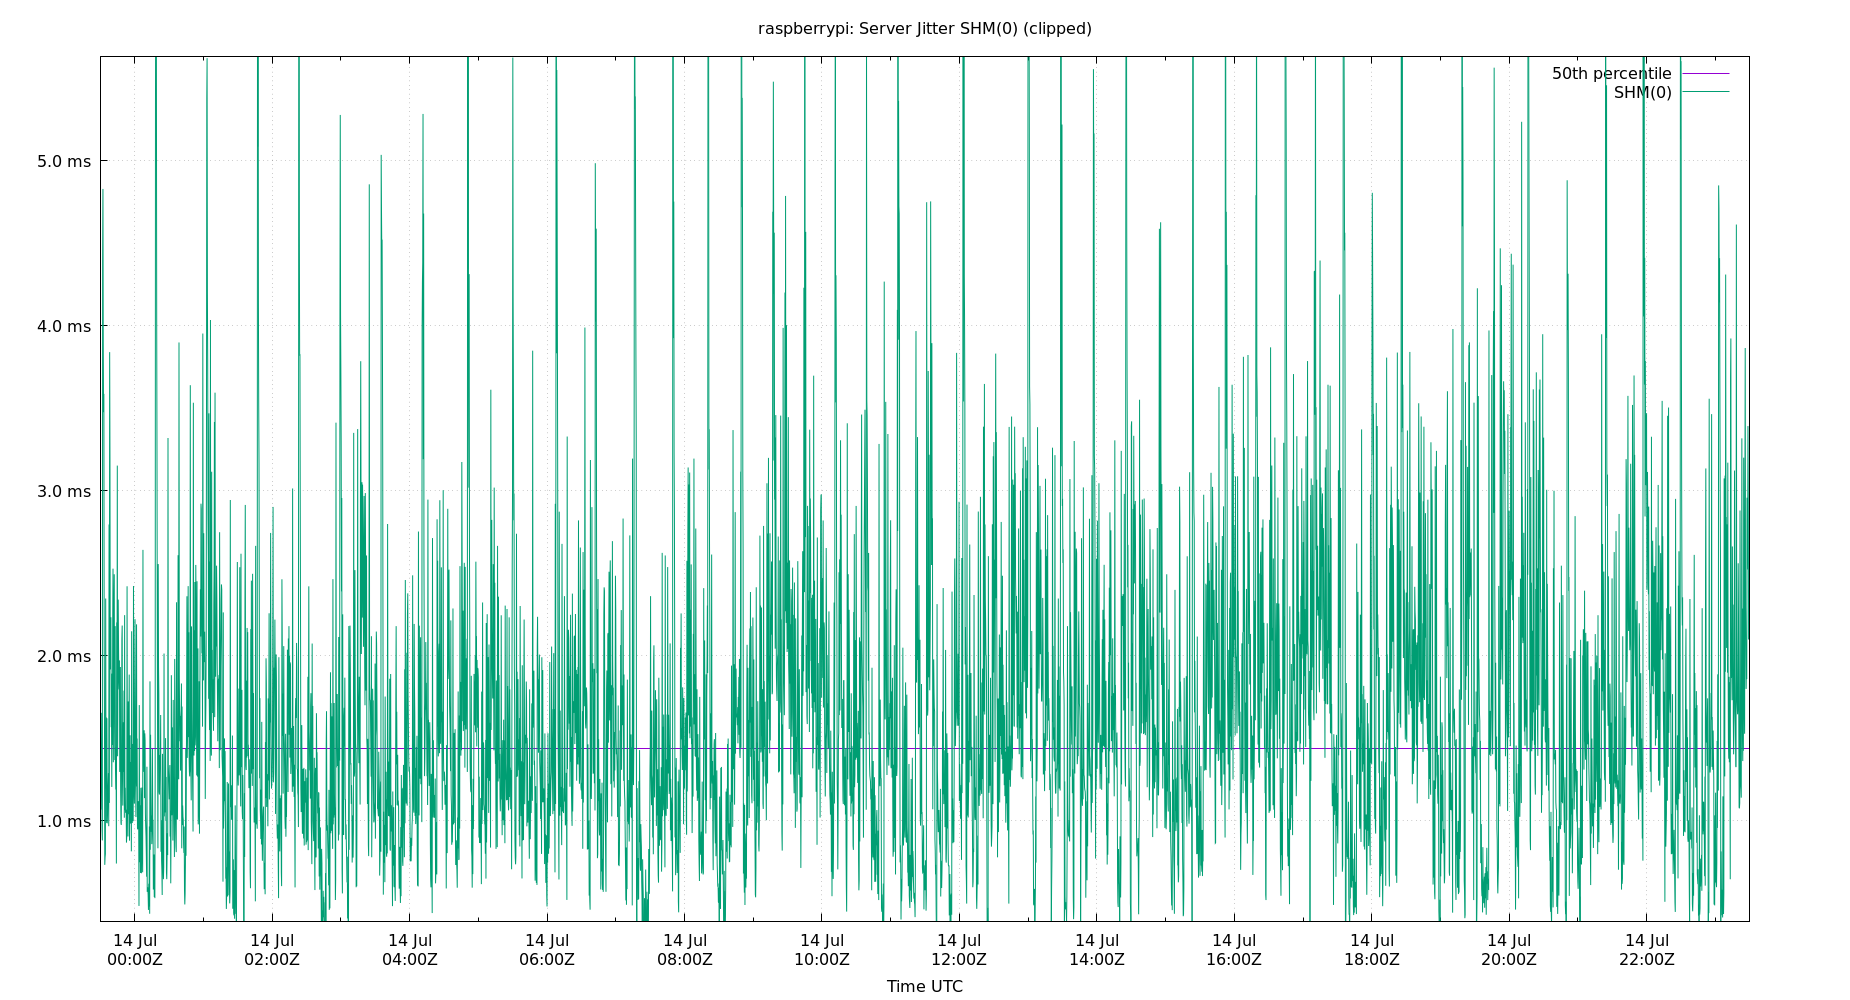 raspberrypi: Server Jitter SHM(0) (clipped)
50th percentile
SHM(0)
5.0 ms
4.0 ms
3.0 ms
2.0 ms
1.0 ms
14 Jul 14 Jul 14 Jul 14 Jul 14 Jul 14 Jul 14 Jul 14 Jul 14 Jul 14 Jul 14 Jul 14 Jul
00:00Z 02:00Z 04:00Z 06:00Z 08:00Z 10:00Z 12:00Z 14:00Z 16:00Z 18:00Z 20:00Z 22:00Z
Time UTC